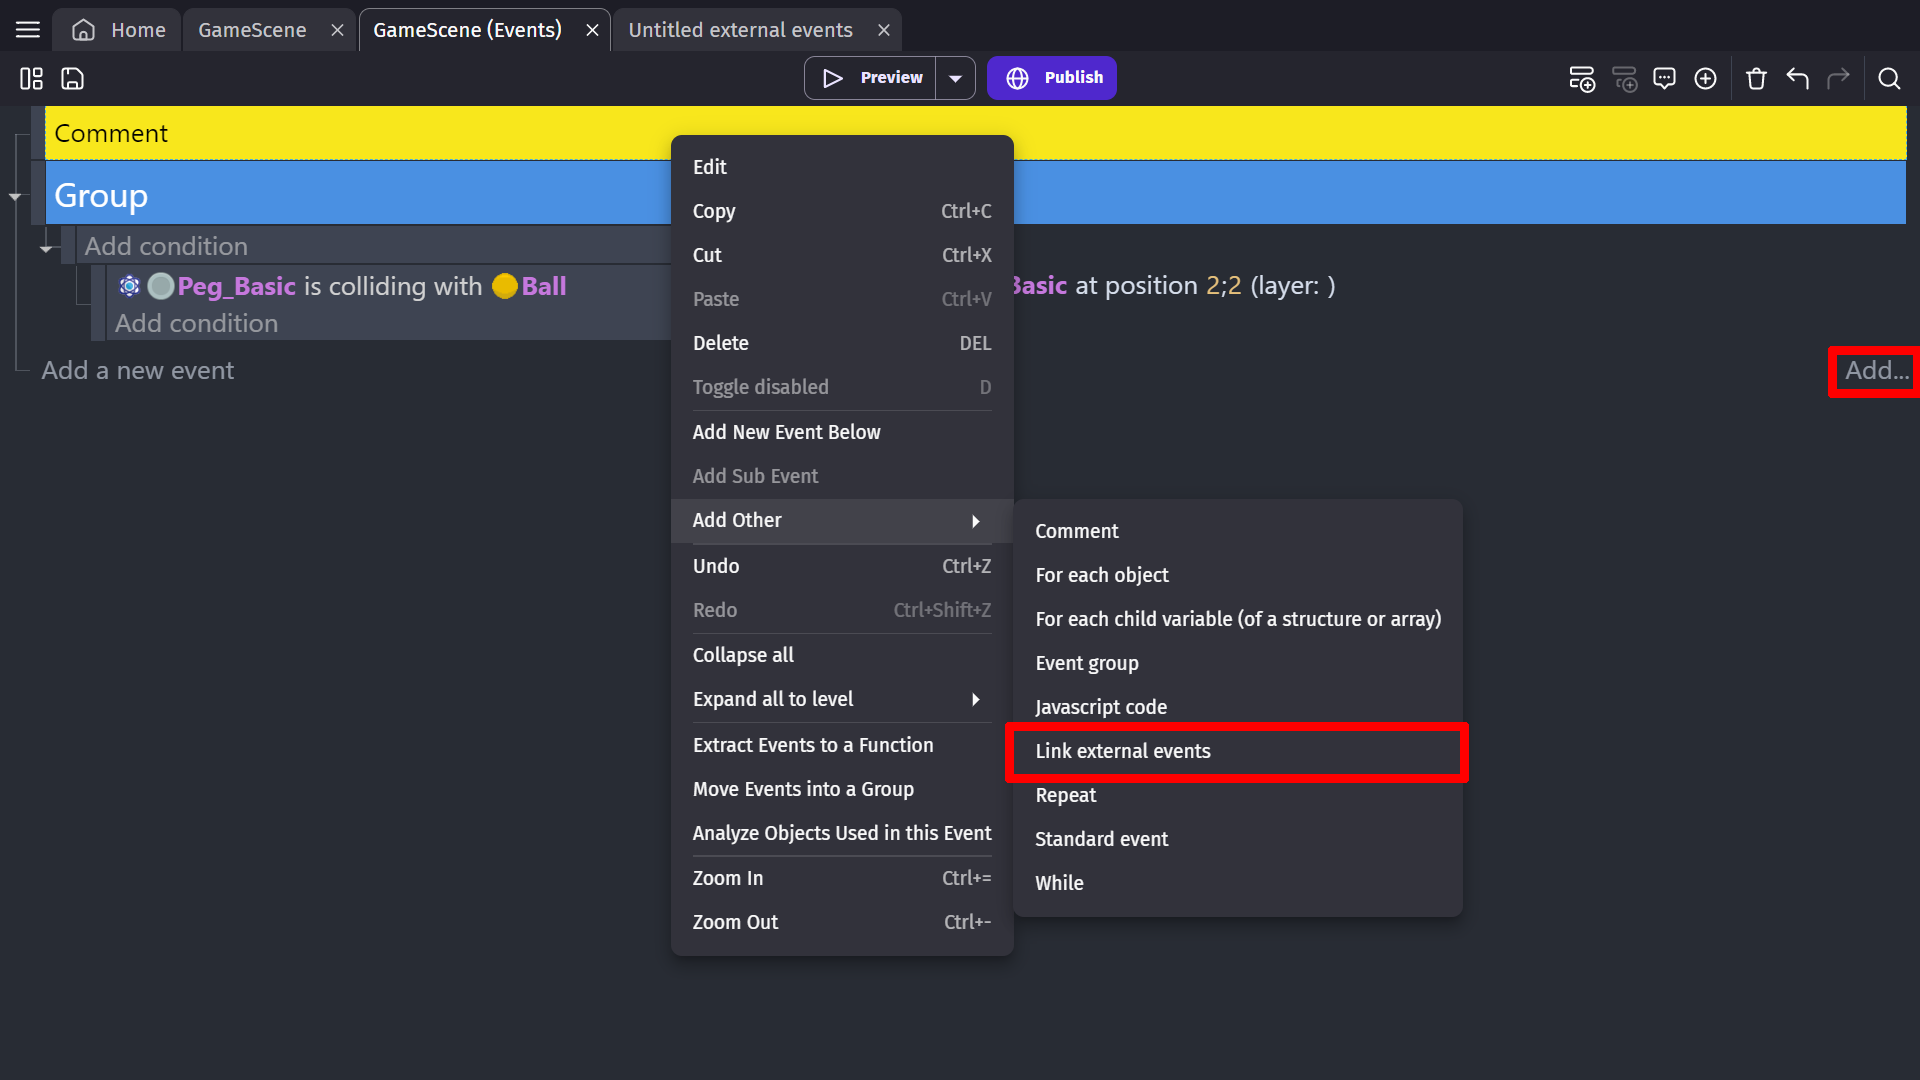 Home
GameScene
GameScene (Events)
Untitled external events
Preview
Publish
Comment
Group
Add condition
Peg_Basic is colliding with Ball
Basic at position 2;2 (layer: )
Add condition
Add a new event
Add...
Edit
Copy Ctrl+C
Cut Ctrl+X
Paste Ctrl+V
Delete DEL
Toggle disabled D
Add New Event Below
Add Sub Event
Add Other
Undo Ctrl+Z
Redo Ctrl+Shift+Z
Collapse all
Expand all to level
Extract Events to a Function
Move Events into a Group
Analyze Objects Used in this Event
Zoom In Ctrl+=
Zoom Out Ctrl+-
Comment
For each object
For each child variable (of a structure or array)
Event group
Javascript code
Link external events
Repeat
Standard event
While